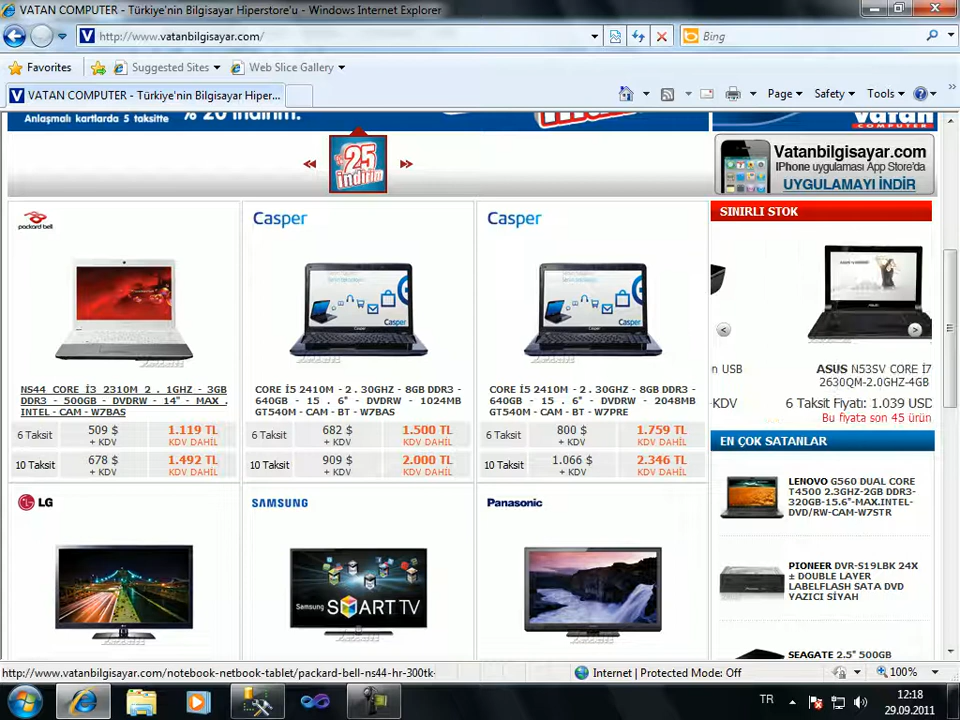 VATAN COMPUTER - Türkiye'nin Bilgisayar Hiperstore'u - Windows Internet Explorer
http://www.vatanbilgisayar.com/
Bing
Favorites
Suggested Sites
Web Slice Gallery
VATAN COMPUTER - Türkiye'nin Bilgisayar Hiper...
Page
Safety
Tools
Anlaşmalı kartlarda 5 taksitte
% 20 indirim.
vatan
COMPUTER
%25
indirim
Vatanbilgisayar.com
iPhone uygulaması App Store'da
UYGULAMAYI İNDİR
packard bell
Casper
Casper
SINIRLI STOK
NS44 CORE İ3 2310M 2 . 1GHZ - 3GB
DDR3 - 500GB - DVDRW - 14" - MAX .
INTEL - CAM - W7BAS
6 Taksit
509 $
+ KDV
1.119 TL
KDV DAHİL
10 Taksit
678 $
+ KDV
1.492 TL
KDV DAHİL
Casper
CORE İ5 2410M - 2 . 30GHZ - 8GB DDR3 -
640GB - 15 . 6" - DVDRW - 1024MB
GT540M - CAM - BT - W7BAS
6 Taksit
682 $
+ KDV
1.500 TL
KDV DAHİL
10 Taksit
909 $
+ KDV
2.000 TL
KDV DAHİL
Casper
CORE İ5 2410M - 2 . 30GHZ - 8GB DDR3 -
640GB - 15 . 6" - DVDRW - 2048MB
GT540M - CAM - BT - W7PRE
6 Taksit
800 $
+ KDV
1.759 TL
KDV DAHİL
10 Taksit
1.066 $
+ KDV
2.346 TL
KDV DAHİL
n USB
KDV
ASUS N53SV CORE İ7
2630QM-2.0GHZ-4GB
6 Taksit Fiyatı: 1.039 USD
Bu fiyata son 45 ürün
EN ÇOK SATANLAR
LENOVO G560 DUAL CORE
T4500 2.3GHZ-2GB DDR3-
320GB-15.6"-MAX.INTEL-
DVD/RW-CAM-W7STR
PIONEER DVR-S19LBK 24X
± DOUBLE LAYER
LABELFLASH SATA DVD
YAZICI SİYAH
SEAGATE 2.5" 500GB
LG
SAMSUNG
Panasonic
Samsung SMART TV
http://www.vatanbilgisayar.com/notebook-netbook-tablet/packard-bell-ns44-hr-300tk-
Internet | Protected Mode: Off
100%
TR
12:18
29.09.2011